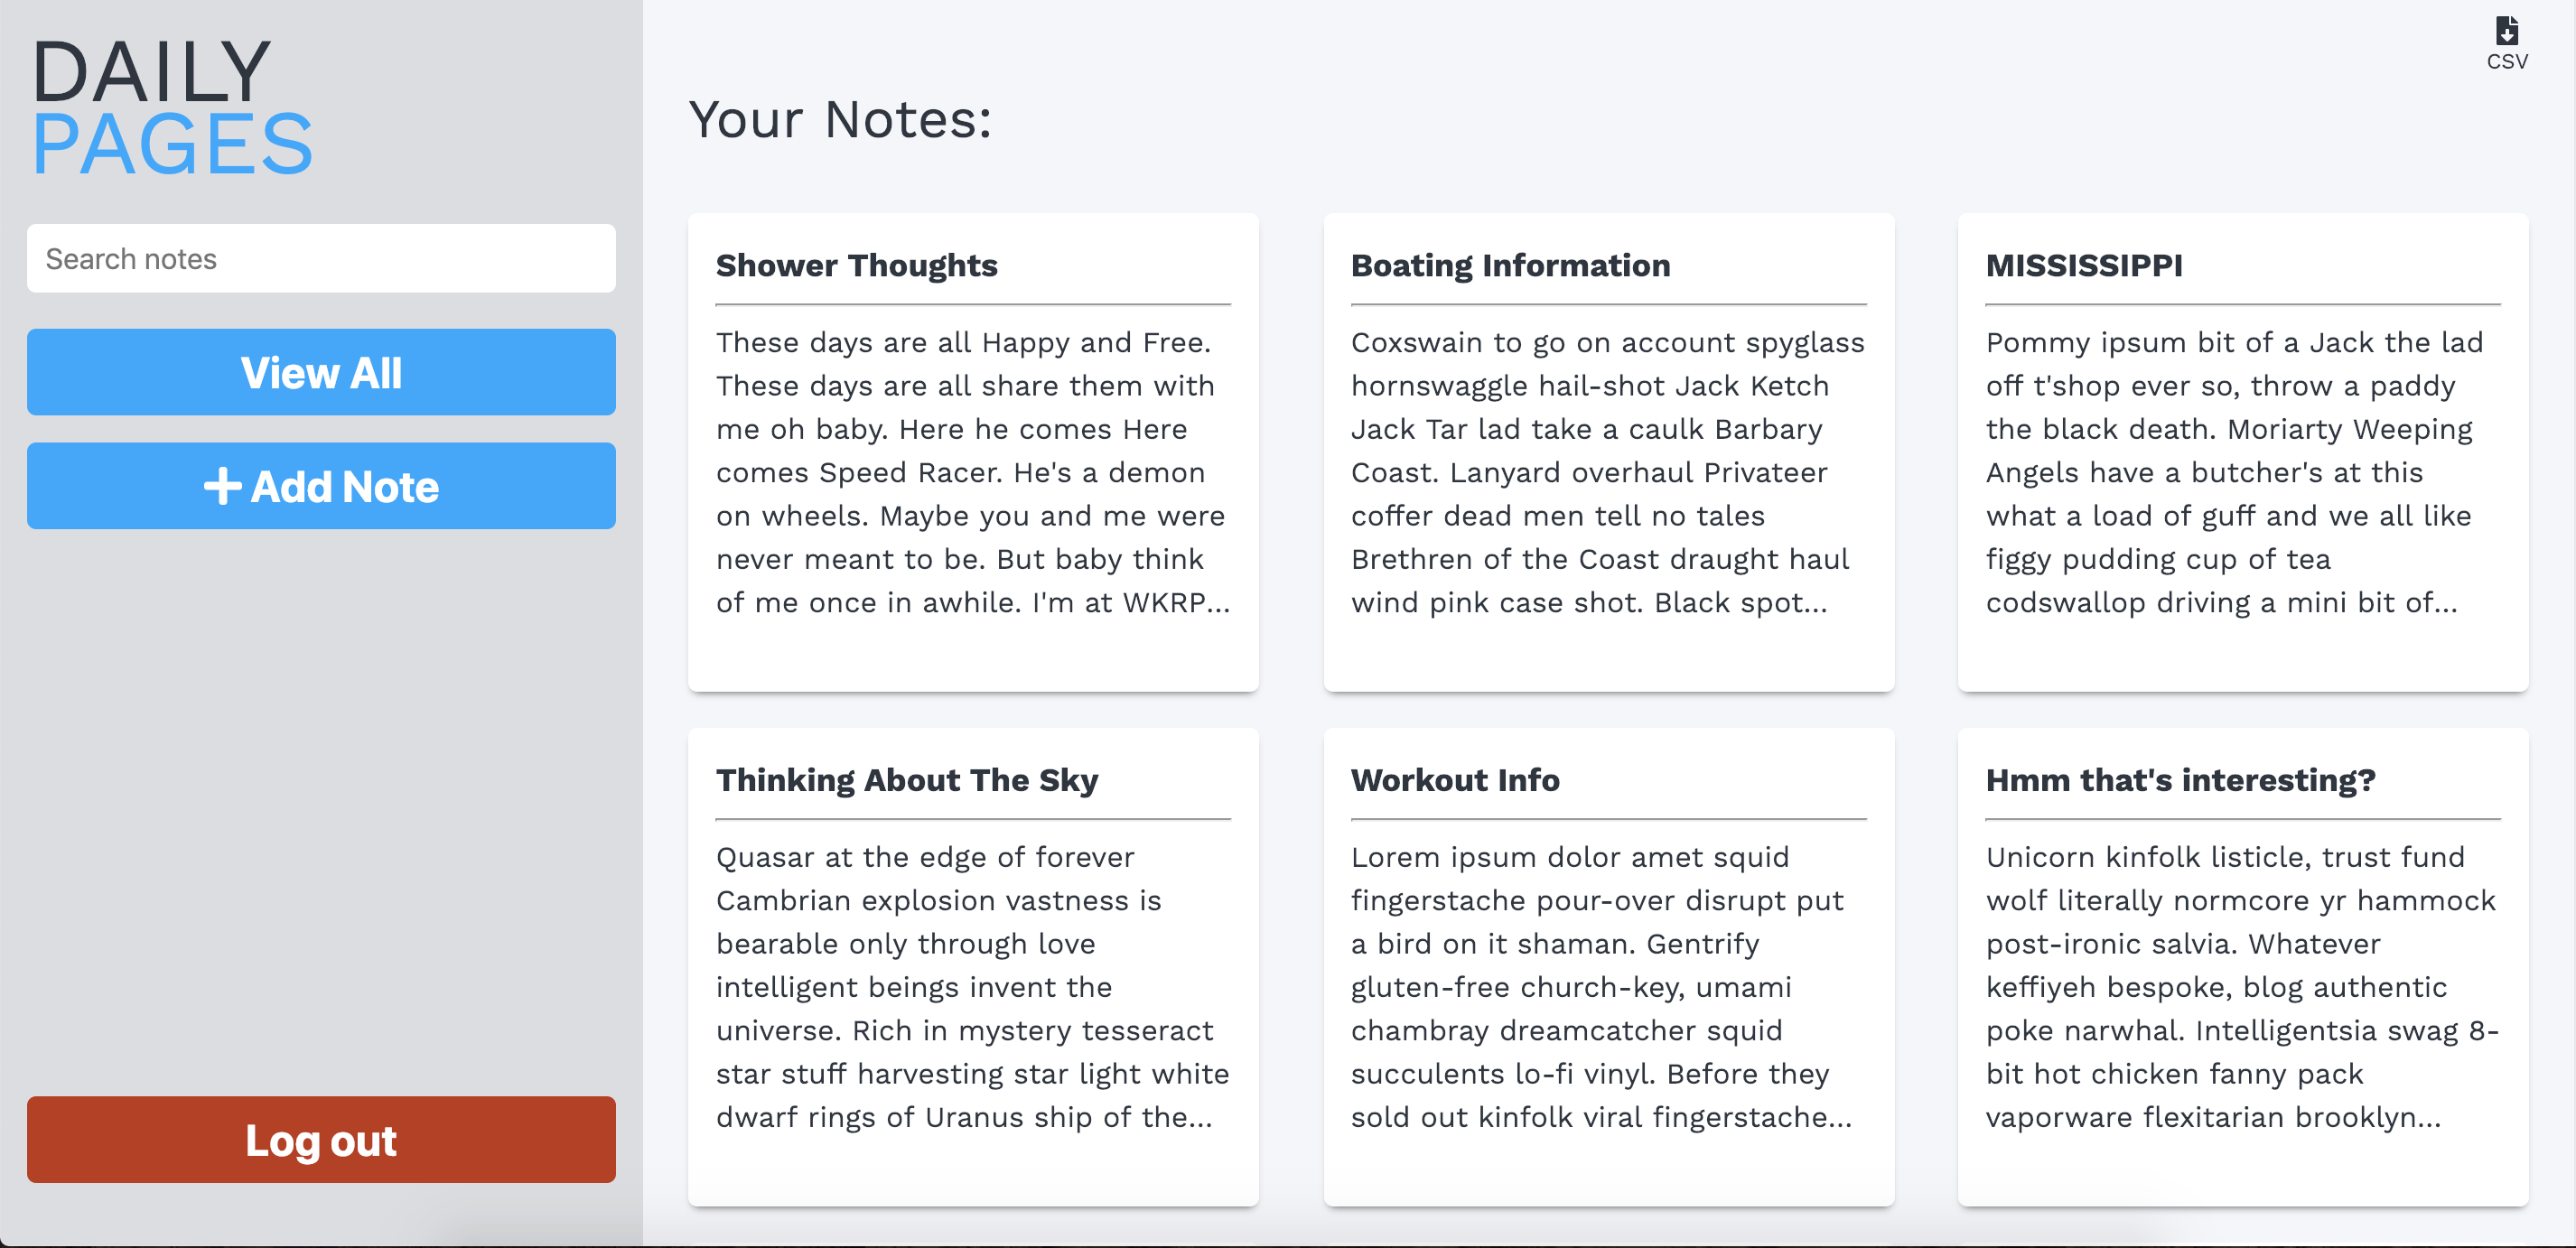 DAILY
PAGES
Search notes
View All
Add Note
Log out
CSV
Your Notes:
Shower Thoughts
These days are all Happy and Free.
These days are all share them with
me oh baby. Here he comes Here
comes Speed Racer. He's a demon
on wheels. Maybe you and me were
never meant to be. But baby think
of me once in awhile. I'm at WKRP...
Boating Information
Coxswain to go on account spyglass
hornswaggle hail-shot Jack Ketch
Jack Tar lad take a caulk Barbary
Coast. Lanyard overhaul Privateer
coffer dead men tell no tales
Brethren of the Coast draught haul
wind pink case shot. Black spot...
MISSISSIPPI
Pommy ipsum bit of a Jack the lad
off t'shop ever so, throw a paddy
the black death. Moriarty Weeping
Angels have a butcher's at this
what a load of guff and we all like
figgy pudding cup of tea
codswallop driving a mini bit of...
Thinking About The Sky
Quasar at the edge of forever
Cambrian explosion vastness is
bearable only through love
intelligent beings invent the
universe. Rich in mystery tesseract
star stuff harvesting star light white
dwarf rings of Uranus ship of the...
Workout Info
Lorem ipsum dolor amet squid
fingerstache pour-over disrupt put
a bird on it shaman. Gentrify
gluten-free church-key, umami
chambray dreamcatcher squid
succulents lo-fi vinyl. Before they
sold out kinfolk viral fingerstache...
Hmm that's interesting?
Unicorn kinfolk listicle, trust fund
wolf literally normcore yr hammock
post-ironic salvia. Whatever
keffiyeh bespoke, blog authentic
poke narwhal. Intelligentsia swag 8-
bit hot chicken fanny pack
vaporware flexitarian brooklyn...